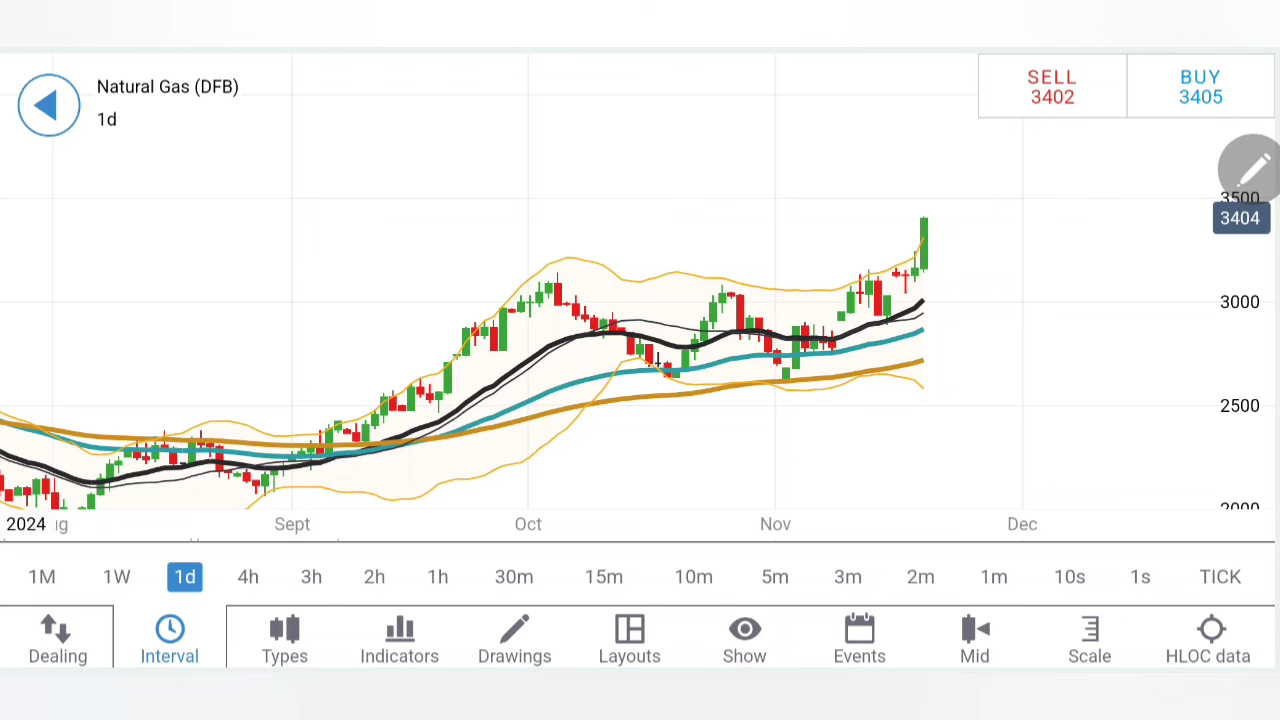 Natural Gas (DFB)
1d
SELL BUY
3402 3405
3500
3404
3000
2500
2000
2024 Sept Oct Nov Dec
1M 1W 1d 4h 3h 2h 1h 30m 15m 10m 5m 3m 2m 1m 10s 1s TICK
Dealing Interval Types Indicators Drawings Layouts Show Events Mid Scale HLOC data